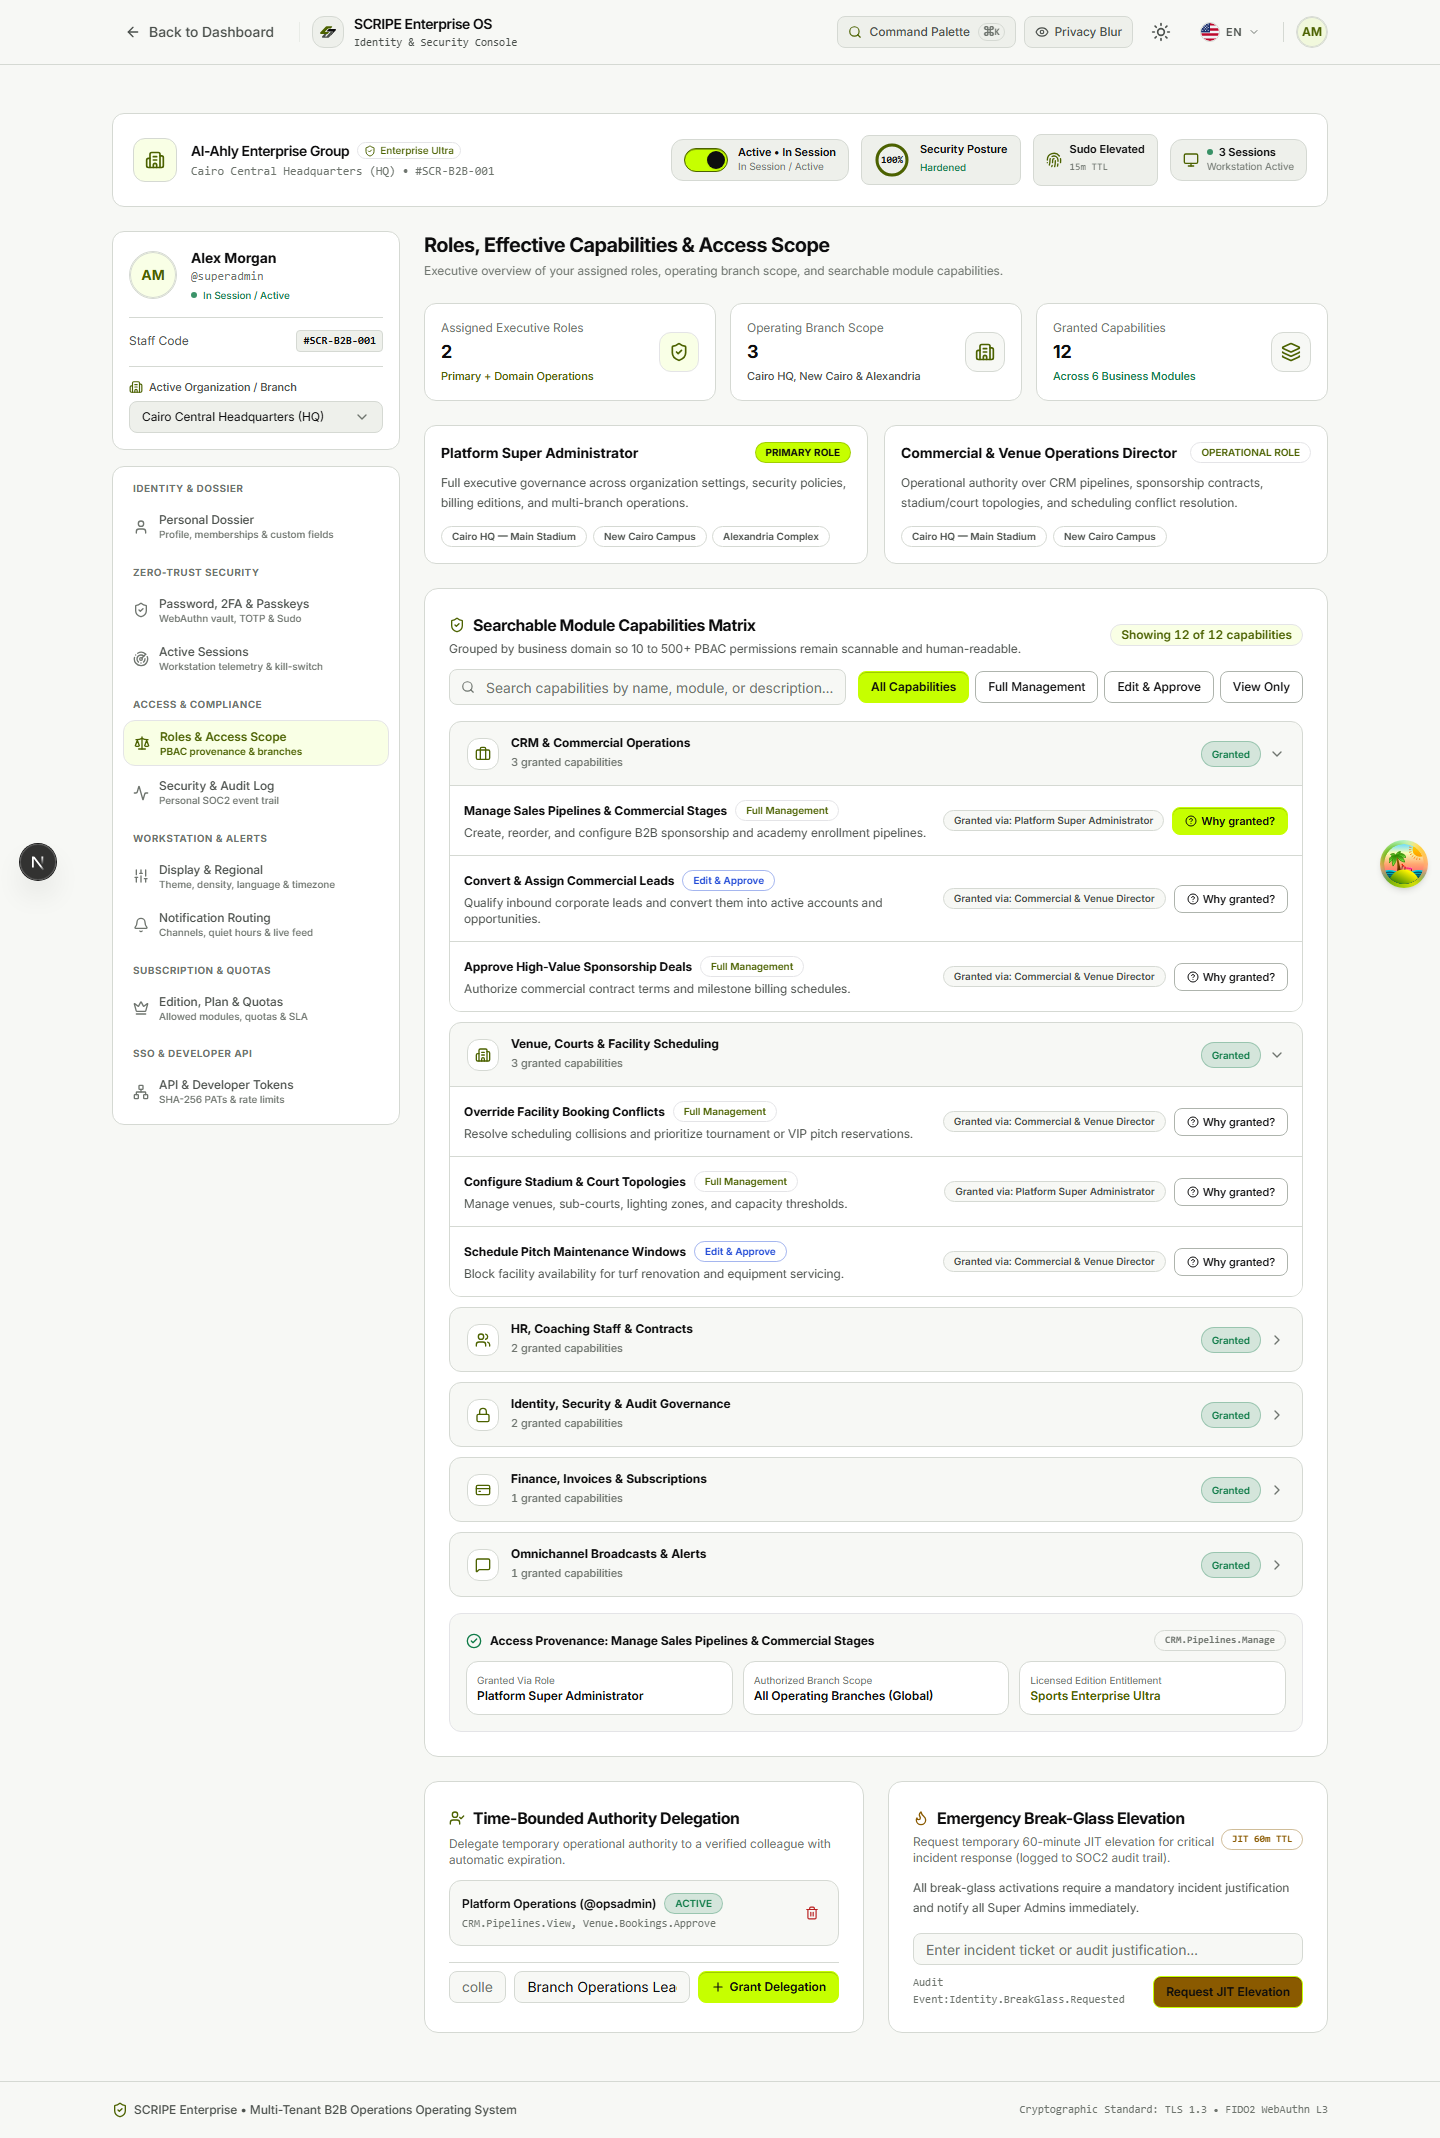 Back to Dashboard
SCRIPE Enterprise OS
Identity & Security Console
Command Palette ⌘K
Privacy Blur
EN
AM
Al-Ahly Enterprise Group
Enterprise Ultra
Cairo Central Headquarters (HQ) • #SCR-B2B-001
Active • In Session
In Session / Active
100%
Security Posture
Hardened
Sudo Elevated
15m TTL
3 Sessions
Workstation Active
AM
Alex Morgan
@superadmin
In Session / Active
Staff Code
#SCR-B2B-001
Active Organization / Branch
Cairo Central Headquarters (HQ)
IDENTITY & DOSSIER
Personal Dossier
Profile, memberships & custom fields
ZERO-TRUST SECURITY
Password, 2FA & Passkeys
WebAuthn vault, TOTP & Sudo
Active Sessions
Workstation telemetry & kill-switch
ACCESS & COMPLIANCE
Roles & Access Scope
PBAC provenance & branches
Security & Audit Log
Personal SOC2 event trail
WORKSTATION & ALERTS
Display & Regional
Theme, density, language & timezone
Notification Routing
Channels, quiet hours & live feed
SUBSCRIPTION & QUOTAS
Edition, Plan & Quotas
Allowed modules, quotas & SLA
SSO & DEVELOPER API
API & Developer Tokens
SHA-256 PATs & rate limits
Roles, Effective Capabilities & Access Scope
Executive overview of your assigned roles, operating branch scope, and searchable module capabilities.
Assigned Executive Roles
2
Primary + Domain Operations
Operating Branch Scope
3
Cairo HQ, New Cairo & Alexandria
Granted Capabilities
12
Across 6 Business Modules
Platform Super Administrator
PRIMARY ROLE
Full executive governance across organization settings, security policies,
billing editions, and multi-branch operations.
Cairo HQ — Main Stadium
New Cairo Campus
Alexandria Complex
Commercial & Venue Operations Director
OPERATIONAL ROLE
Operational authority over CRM pipelines, sponsorship contracts,
stadium/court topologies, and scheduling conflict resolution.
Cairo HQ — Main Stadium
New Cairo Campus
Searchable Module Capabilities Matrix
Grouped by business domain so 10 to 500+ PBAC permissions remain scannable and human-readable.
Showing 12 of 12 capabilities
Search capabilities by name, module, or description...
All Capabilities
Full Management
Edit & Approve
View Only
CRM & Commercial Operations
3 granted capabilities
Granted
Manage Sales Pipelines & Commercial Stages
Full Management
Create, reorder, and configure B2B sponsorship and academy enrollment pipelines.
Granted via: Platform Super Administrator
Why granted?
Convert & Assign Commercial Leads
Edit & Approve
Qualify inbound corporate leads and convert them into active accounts and
opportunities.
Granted via: Commercial & Venue Director
Why granted?
Approve High-Value Sponsorship Deals
Full Management
Authorize commercial contract terms and milestone billing schedules.
Granted via: Commercial & Venue Director
Why granted?
Venue, Courts & Facility Scheduling
3 granted capabilities
Granted
Override Facility Booking Conflicts
Full Management
Resolve scheduling collisions and prioritize tournament or VIP pitch reservations.
Granted via: Commercial & Venue Director
Why granted?
Configure Stadium & Court Topologies
Full Management
Manage venues, sub-courts, lighting zones, and capacity thresholds.
Granted via: Platform Super Administrator
Why granted?
Schedule Pitch Maintenance Windows
Edit & Approve
Block facility availability for turf renovation and equipment servicing.
Granted via: Commercial & Venue Director
Why granted?
HR, Coaching Staff & Contracts
2 granted capabilities
Granted
Identity, Security & Audit Governance
2 granted capabilities
Granted
Finance, Invoices & Subscriptions
1 granted capabilities
Granted
Omnichannel Broadcasts & Alerts
1 granted capabilities
Granted
Access Provenance: Manage Sales Pipelines & Commercial Stages
CRM.Pipelines.Manage
Granted Via Role
Platform Super Administrator
Authorized Branch Scope
All Operating Branches (Global)
Licensed Edition Entitlement
Sports Enterprise Ultra
Time-Bounded Authority Delegation
Delegate temporary operational authority to a verified colleague with
automatic expiration.
Platform Operations (@opsadmin)
ACTIVE
CRM.Pipelines.View, Venue.Bookings.Approve
colle
Branch Operations Lea
Grant Delegation
Emergency Break-Glass Elevation
Request temporary 60-minute JIT elevation for critical
incident response (logged to SOC2 audit trail).
JIT 60m TTL
All break-glass activations require a mandatory incident justification
and notify all Super Admins immediately.
Enter incident ticket or audit justification...
Audit
Event:Identity.BreakGlass.Requested
Request JIT Elevation
SCRIPE Enterprise • Multi-Tenant B2B Operations Operating System
Cryptographic Standard: TLS 1.3 • FIDO2 WebAuthn L3
N